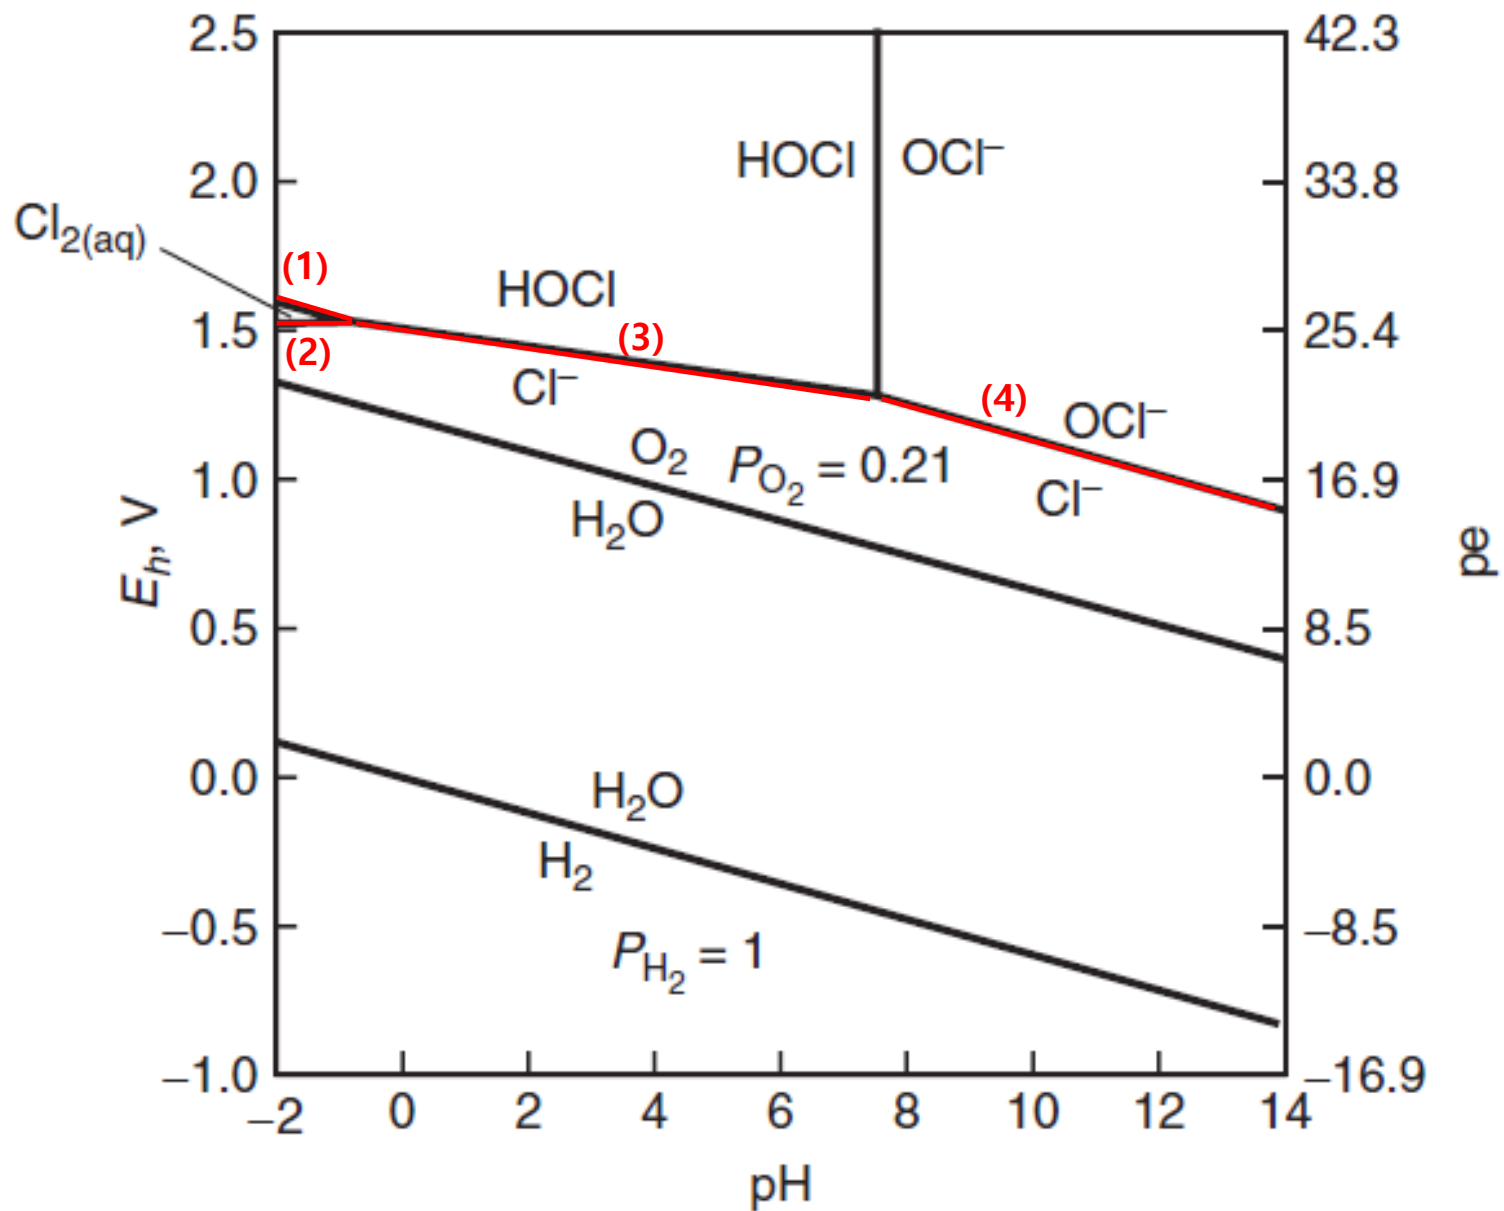 2.5
42.3
HOCl
OCl⁻
2.0
33.8
Cl₂₍aq₎
(1)
HOCl
1.5
25.4
(2)
(3)
Cl⁻
(4)
OCl⁻
O₂
P_O₂ = 0.21
1.0
16.9
Cl⁻
H₂O
E_h, V
pe
0.5
8.5
0.0
0.0
H₂O
H₂
−0.5
−8.5
P_H₂ = 1
−1.0
−16.9
−2 0 2 4 6 8 10 12 14
pH